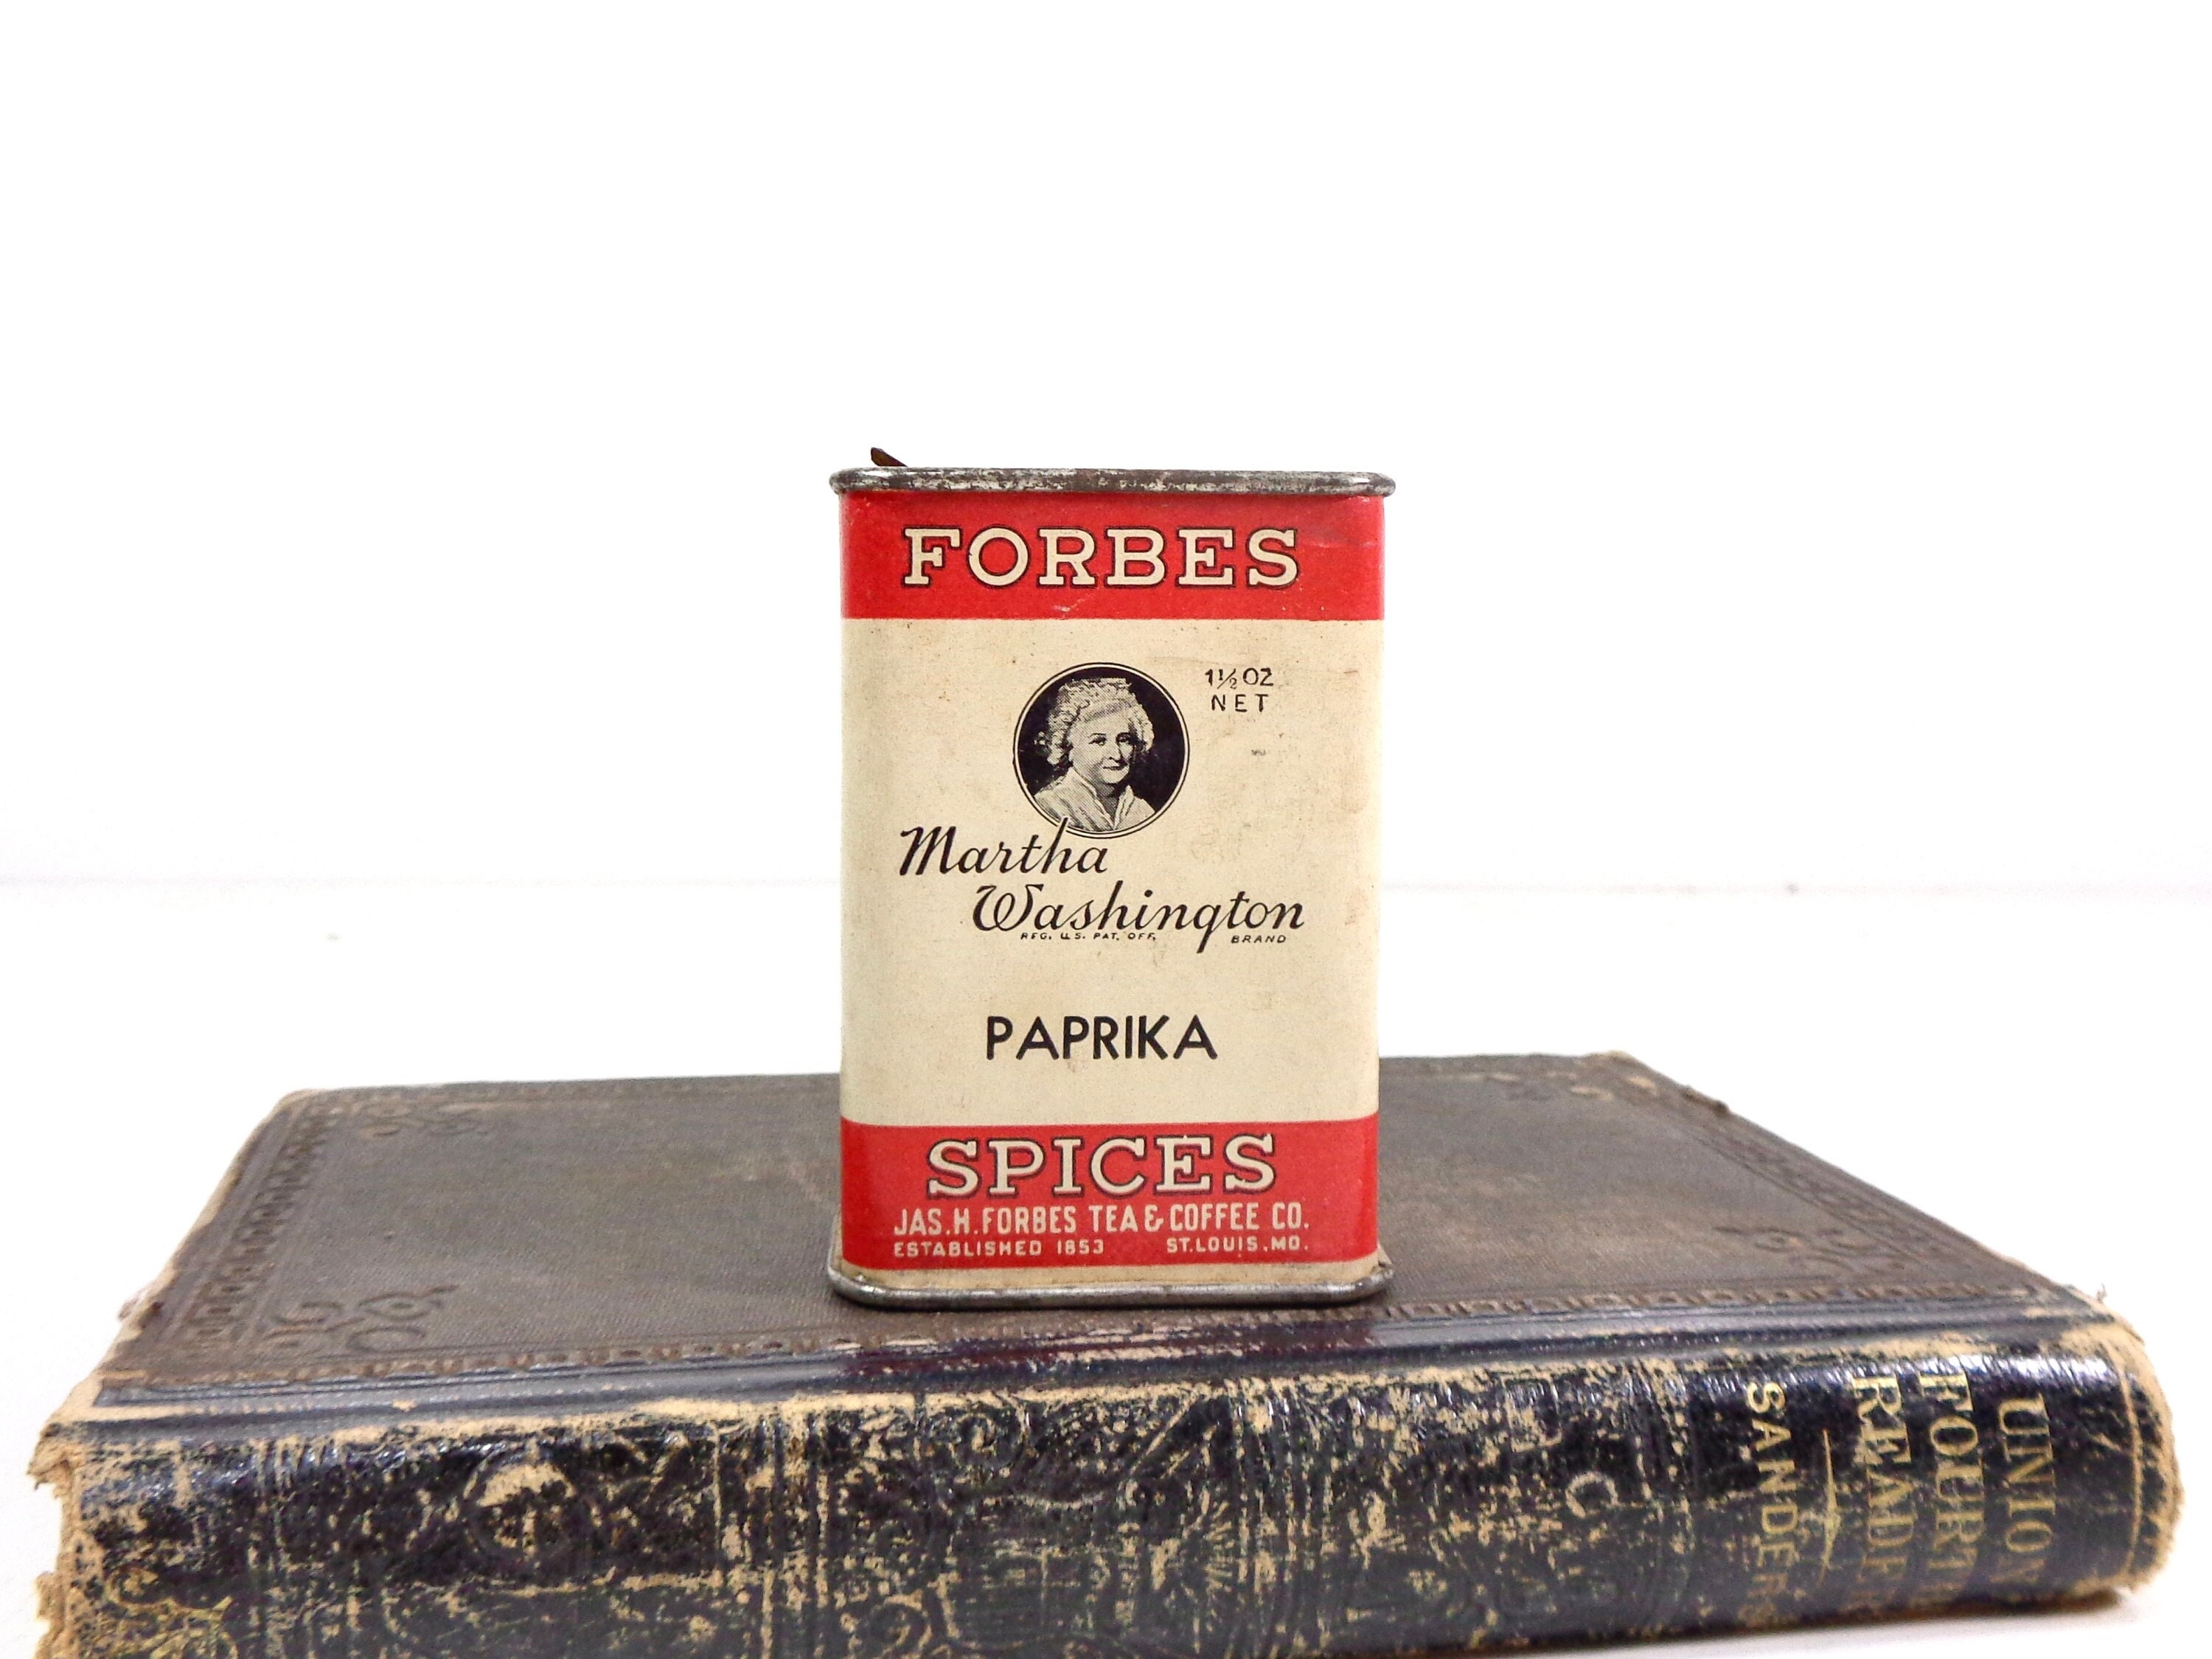 FORBES
1½ OZ
NET
Martha
Washington
REG. U.S. PAT. OFF. BRAND
PAPRIKA
SPICES
JAS. H. FORBES TEA & COFFEE CO.
ESTABLISHED 1853 ST. LOUIS, MO.
UNION
FOURTH
READER
SANDERS